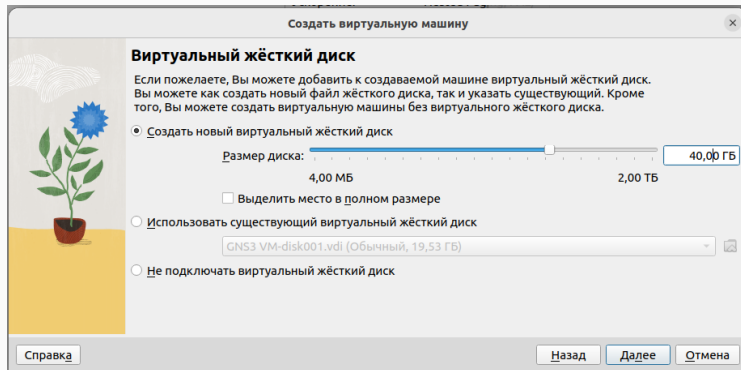 Создать виртуальную машину
Виртуальный жёсткий диск
Если пожелаете, Вы можете добавить к создаваемой машине виртуальный жёсткий диск.
Вы можете как создать новый файл жёсткого диска, так и указать существующий. Кроме
того, Вы можете создать виртуальную машины без виртуального жёсткого диска.
Создать новый виртуальный жёсткий диск
Размер диска: 40,00 ГБ
4,00 МБ 2,00 ТБ
Выделить место в полном размере
Использовать существующий виртуальный жёсткий диск
GNS3 VM-disk001.vdi (Обычный, 19,53 ГБ)
Не подключать виртуальный жёсткий диск
Справка Назад Далее Отмена